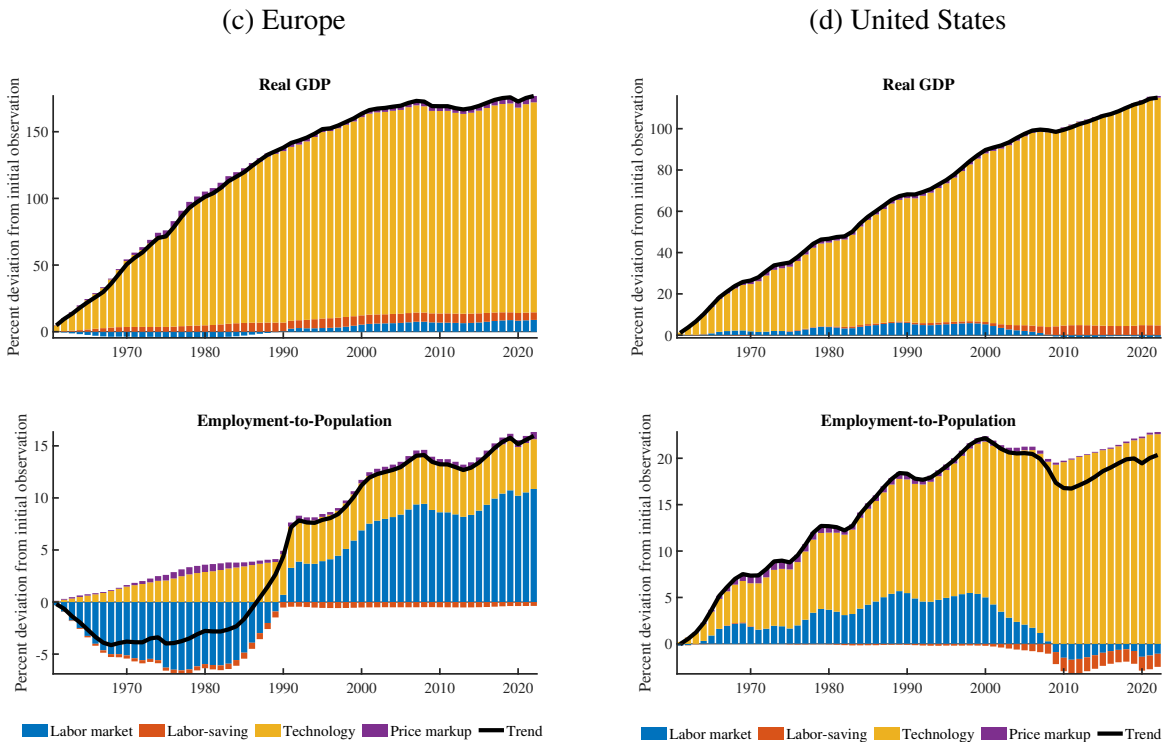 (c) Europe
(d) United States
Real GDP
Percent deviation from initial observation
150
100
50
0
1970 1980 1990 2000 2010 2020
Real GDP
Percent deviation from initial observation
100
80
60
40
20
0
1970 1980 1990 2000 2010 2020
Employment-to-Population
Percent deviation from initial observation
15
10
5
0
-5
1970 1980 1990 2000 2010 2020
Employment-to-Population
Percent deviation from initial observation
20
15
10
5
0
1970 1980 1990 2000 2010 2020
Labor market Labor-saving Technology Price markup Trend
Labor market Labor-saving Technology Price markup Trend